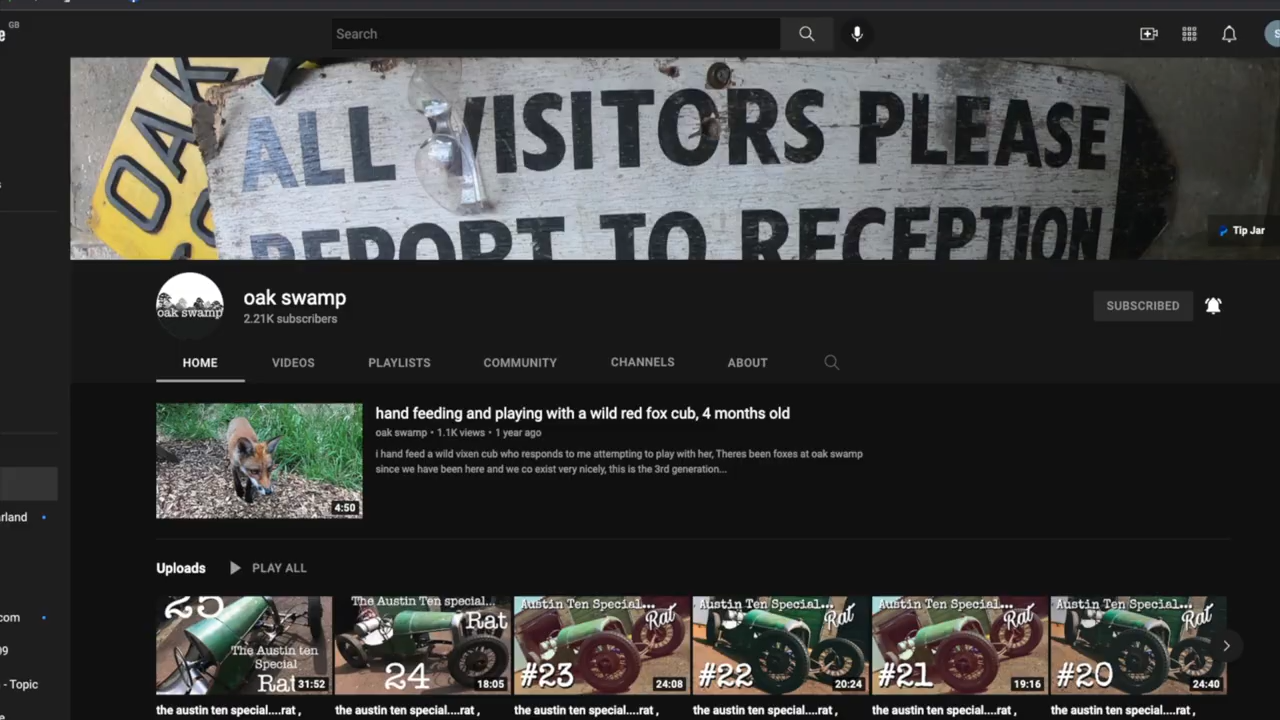 GB
e
Search
S
OAK
ALL VISITORS PLEASE
REPORT TO RECEPTION
Tip Jar
oak swamp
oak swamp
2.21K subscribers
SUBSCRIBED
HOME
VIDEOS
PLAYLISTS
COMMUNITY
CHANNELS
ABOUT
hand feeding and playing with a wild red fox cub, 4 months old
oak swamp • 1.1K views • 1 year ago
i hand feed a wild vixen cub who responds to me attempting to play with her, Theres been foxes at oak swamp
since we have been here and we co exist very nicely, this is the 3rd generation...
4:50
arland
Uploads
PLAY ALL
com
09
- Topic
25
The Austin ten
Special
Rat
31:52
The Austin Ten special...
Rat
24
18:05
Austin Ten Special...
Rat
#23
24:08
Austin Ten Special...
Rat
#22
20:24
Austin Ten Special...
Rat
#21
19:16
Austin Ten Special...
Rat
#20
24:40
the austin ten special....rat ,
the austin ten special....rat ,
the austin ten special....rat ,
the austin ten special....rat ,
the austin ten special....rat ,
the austin ten special....rat ,